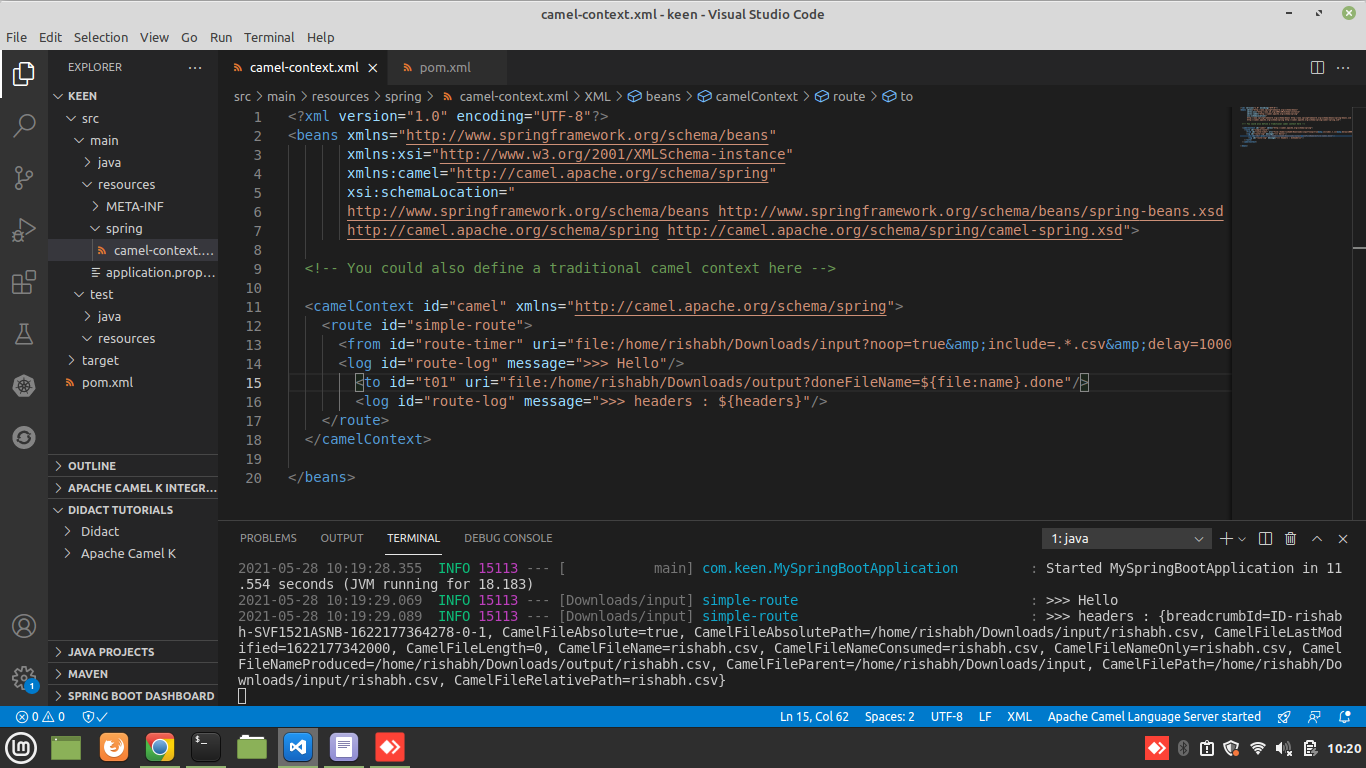 camel-context.xml - keen - Visual Studio Code
File Edit Selection View Go Run Terminal Help
EXPLORER
KEEN
src
main
java
resources
META-INF
spring
camel-context....
application.prop...
test
java
resources
target
pom.xml
OUTLINE
APACHE CAMEL K INTEGR...
DIDACT TUTORIALS
Didact
Apache Camel K
JAVA PROJECTS
MAVEN
SPRING BOOT DASHBOARD
camel-context.xml pom.xml
src > main > resources > spring > camel-context.xml > XML > beans > camelContext > route > to
1 <?xml version="1.0" encoding="UTF-8"?>
2 <beans xmlns="http://www.springframework.org/schema/beans"
3 xmlns:xsi="http://www.w3.org/2001/XMLSchema-instance"
4 xmlns:camel="http://camel.apache.org/schema/spring"
5 xsi:schemaLocation="
6 http://www.springframework.org/schema/beans http://www.springframework.org/schema/beans/spring-beans.xsd
7 http://camel.apache.org/schema/spring http://camel.apache.org/schema/spring/camel-spring.xsd">
8
9 <!-- You could also define a traditional camel context here -->
10
11 <camelContext id="camel" xmlns="http://camel.apache.org/schema/spring">
12 <route id="simple-route">
13 <from id="route-timer" uri="file:/home/rishabh/Downloads/input?noop=true&amp;include=.*.csv&amp;delay=1000
14 <log id="route-log" message=">>> Hello"/>
15 <to id="t01" uri="file:/home/rishabh/Downloads/output?doneFileName=${file:name}.done"/>
16 <log id="route-log" message=">>> headers : ${headers}"/>
17 </route>
18 </camelContext>
19
20 </beans>
PROBLEMS OUTPUT TERMINAL DEBUG CONSOLE 1: java
2021-05-28 10:19:28.355 INFO 15113 --- [ main] com.keen.MySpringBootApplication : Started MySpringBootApplication in 11
.554 seconds (JVM running for 18.183)
2021-05-28 10:19:29.069 INFO 15113 --- [Downloads/input] simple-route : >>> Hello
2021-05-28 10:19:29.089 INFO 15113 --- [Downloads/input] simple-route : >>> headers : {breadcrumbId=ID-rishab
h-SVF1521ASNB-1622177364278-0-1, CamelFileAbsolute=true, CamelFileAbsolutePath=/home/rishabh/Downloads/input/rishabh.csv, CamelFileLastMod
ified=1622177342000, CamelFileLength=0, CamelFileName=rishabh.csv, CamelFileNameConsumed=rishabh.csv, CamelFileNameOnly=rishabh.csv, Camel
FileNameProduced=/home/rishabh/Downloads/output/rishabh.csv, CamelFileParent=/home/rishabh/Downloads/input, CamelFilePath=/home/rishabh/Do
wnloads/input/rishabh.csv, CamelFileRelativePath=rishabh.csv}
1
0 0 Ln 15, Col 62 Spaces: 2 UTF-8 LF XML Apache Camel Language Server started
10:20